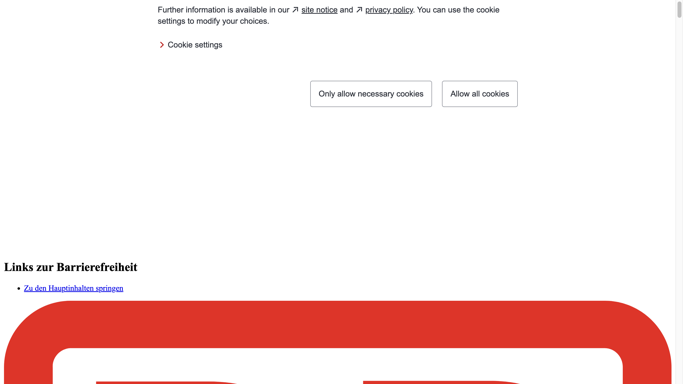 Further information is available in our site notice and privacy policy. You can use the cookie
settings to modify your choices.
Cookie settings
Only allow necessary cookies
Allow all cookies
Links zur Barrierefreiheit
Zu den Hauptinhalten springen